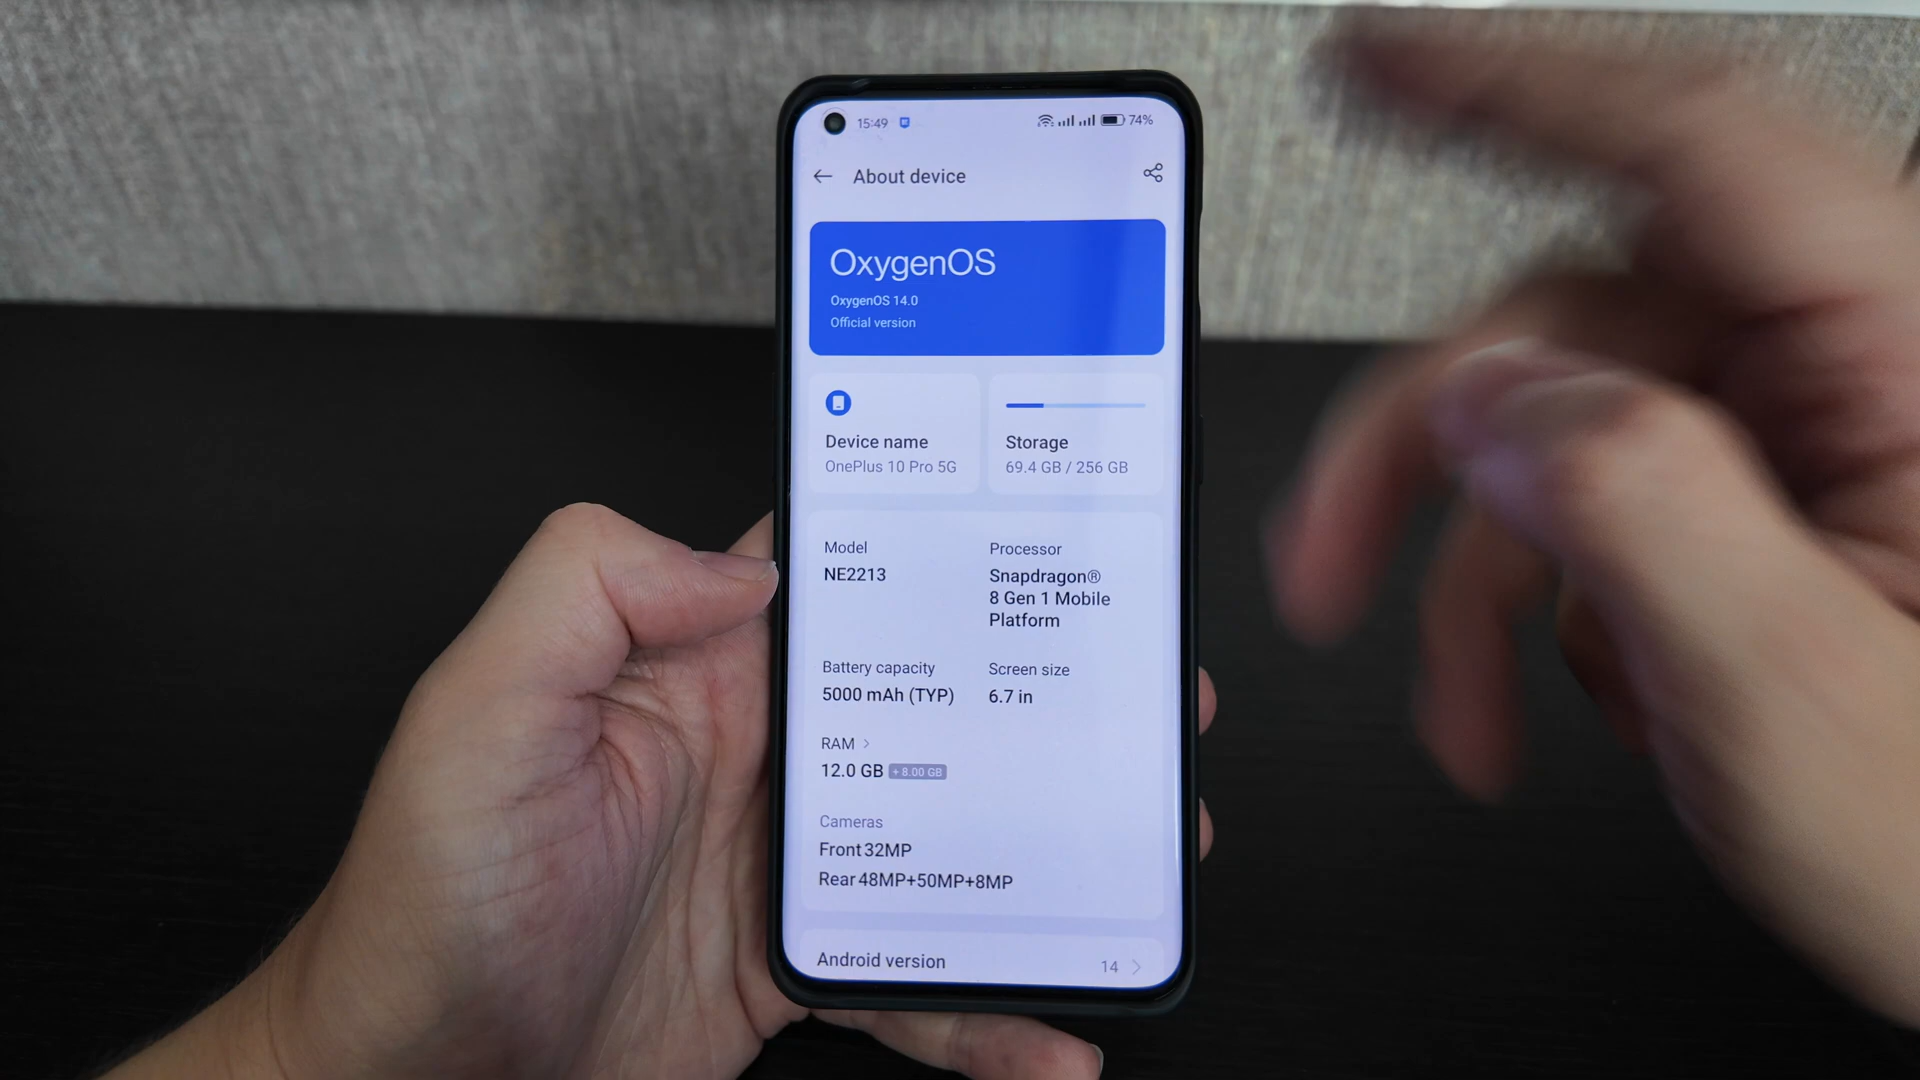 15:49
74%
About device
OxygenOS
OxygenOS 14.0
Official version
Device name
OnePlus 10 Pro 5G
Storage
69.4 GB / 256 GB
Model
NE2213
Processor
Snapdragon®
8 Gen 1 Mobile
Platform
Battery capacity
5000 mAh (TYP)
Screen size
6.7 in
RAM >
12.0 GB + 8.00 GB
Cameras
Front 32MP
Rear 48MP+50MP+8MP
Android version
14 >